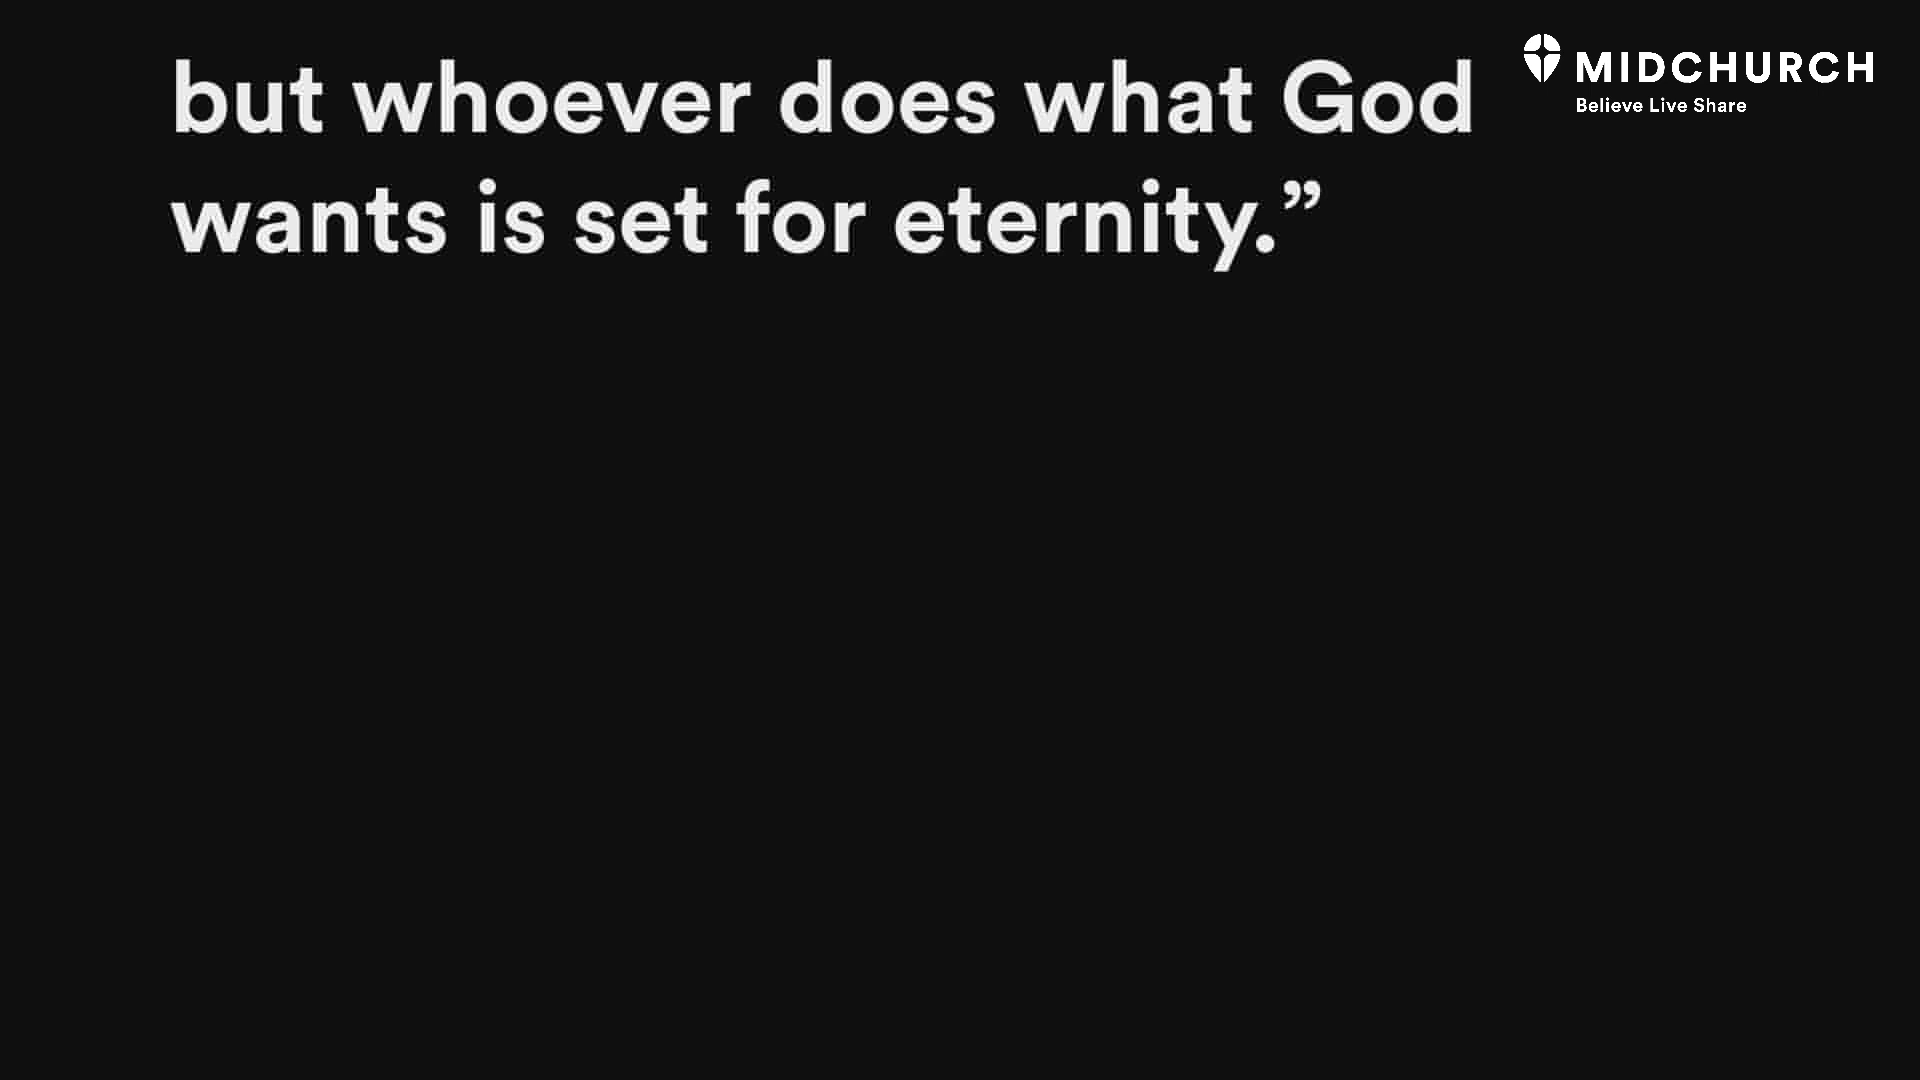 but whoever does what God
wants is set for eternity.”
MIDCHURCH
Believe Live Share